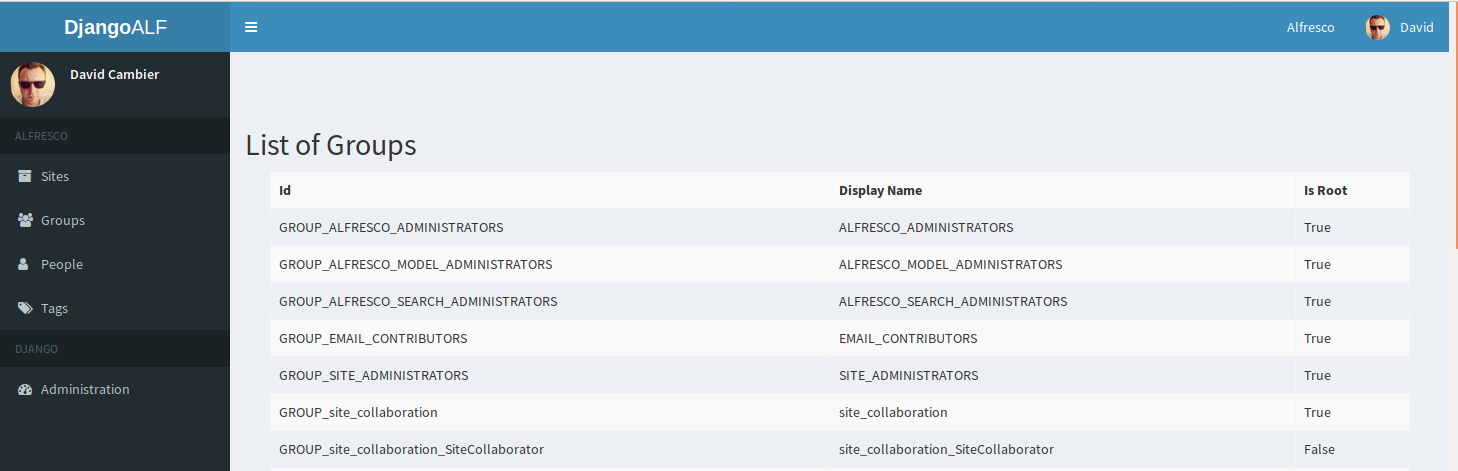 DjangoALF
Alfresco David
David Cambier
ALFRESCO
Sites
Groups
People
Tags
DJANGO
Administration
List of Groups
Id Display Name Is Root
GROUP_ALFRESCO_ADMINISTRATORS ALFRESCO_ADMINISTRATORS True
GROUP_ALFRESCO_MODEL_ADMINISTRATORS ALFRESCO_MODEL_ADMINISTRATORS True
GROUP_ALFRESCO_SEARCH_ADMINISTRATORS ALFRESCO_SEARCH_ADMINISTRATORS True
GROUP_EMAIL_CONTRIBUTORS EMAIL_CONTRIBUTORS True
GROUP_SITE_ADMINISTRATORS SITE_ADMINISTRATORS True
GROUP_site_collaboration site_collaboration True
GROUP_site_collaboration_SiteCollaborator site_collaboration_SiteCollaborator False